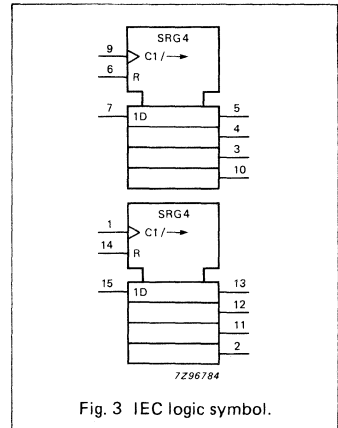 SRG4
9 C1/→
6 R
7 1D 5
4
3
10
SRG4
1 C1/→
14 R
15 1D 13
12
11
2
7Z96784
Fig. 3 IEC logic symbol.